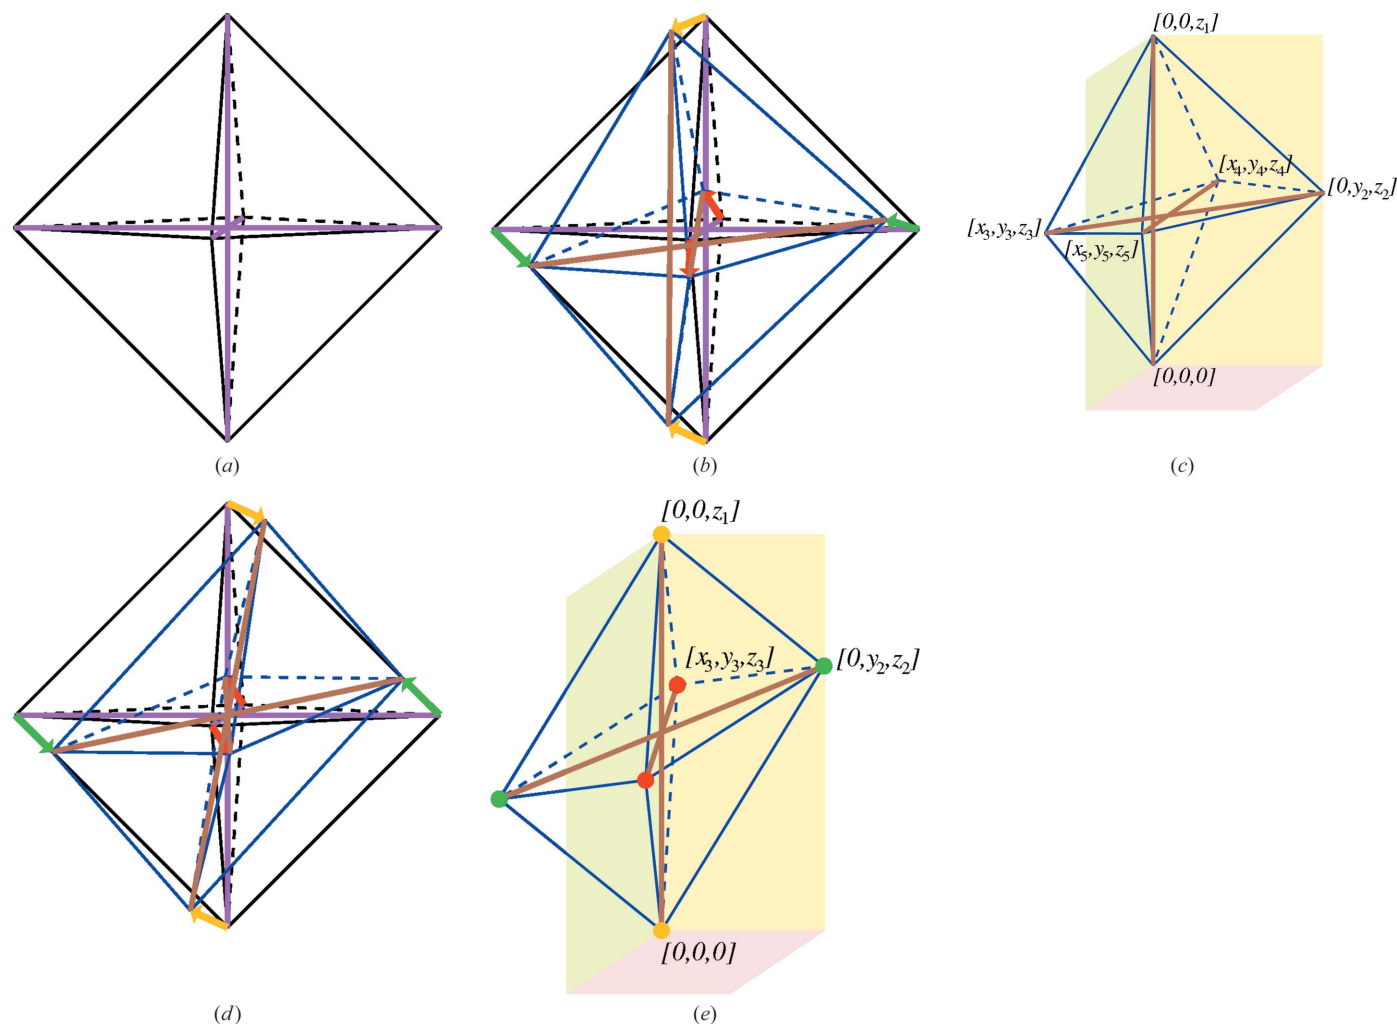 [0,0,z1]
[x4,y4,z4]
[0,y2,z2]
[x3,y3,z3]
[x5,y5,z5]
[0,0,0]
(a)
(b)
(c)
[0,0,z1]
[x3,y3,z3]
[0,y2,z2]
[0,0,0]
(d)
(e)